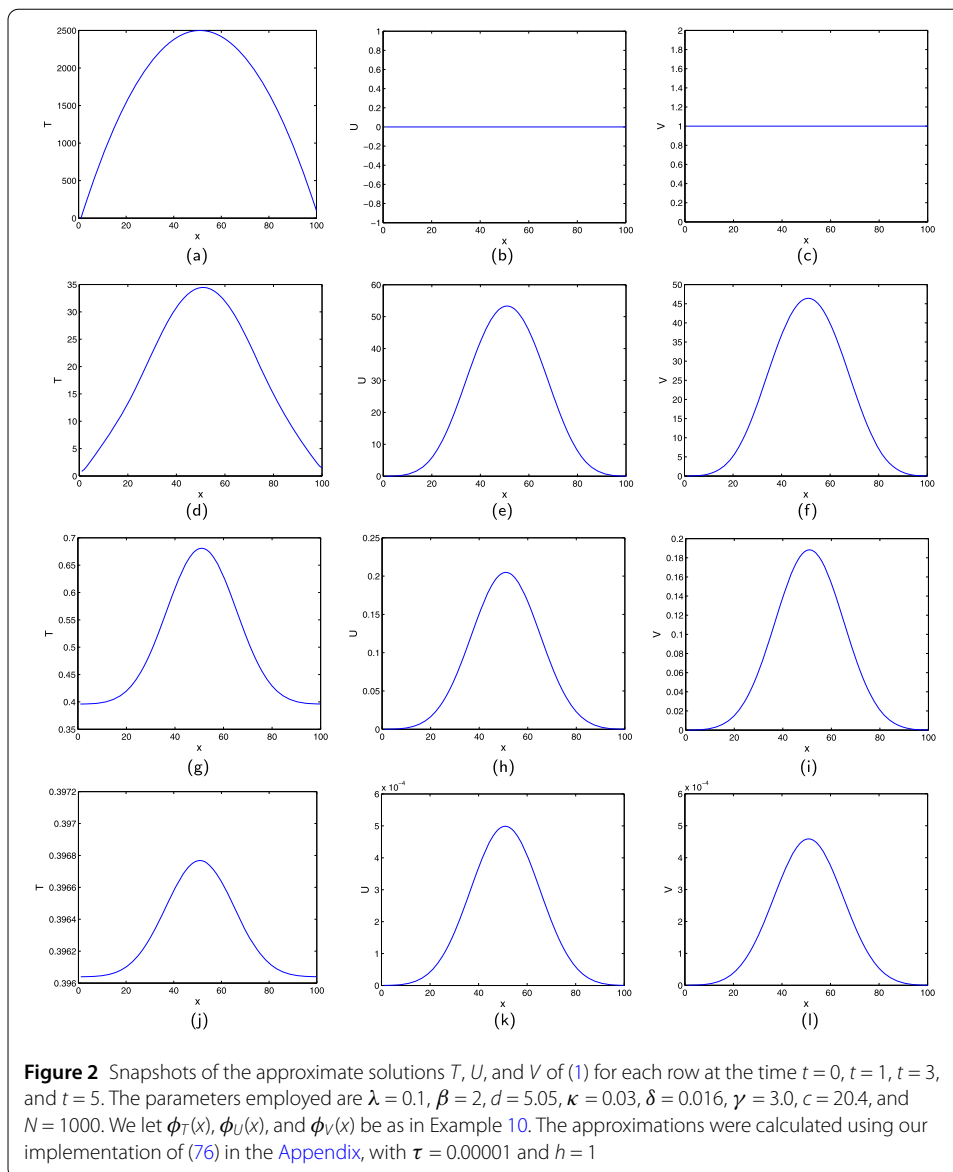 2500
2000
1500
1000
500
0
T
0 20 40 60 80 100
x
(a)
1
0.8
0.6
0.4
0.2
0
−0.2
−0.4
−0.6
−0.8
−1
U
0 20 40 60 80 100
x
(b)
2
1.8
1.6
1.4
1.2
1
0.8
0.6
0.4
0.2
0
V
0 20 40 60 80 100
x
(c)
35
30
25
20
15
10
5
0
T
0 20 40 60 80 100
x
(d)
60
50
40
30
20
10
0
U
0 20 40 60 80 100
x
(e)
50
45
40
35
30
25
20
15
10
5
0
V
0 20 40 60 80 100
x
(f)
0.7
0.65
0.6
0.55
0.5
0.45
0.4
0.35
T
0 20 40 60 80 100
x
(g)
0.25
0.2
0.15
0.1
0.05
0
U
0 20 40 60 80 100
x
(h)
0.2
0.18
0.16
0.14
0.12
0.1
0.08
0.06
0.04
0.02
0
V
0 20 40 60 80 100
x
(i)
0.3972
0.397
0.3968
0.3966
0.3964
0.3962
0.396
T
0 20 40 60 80 100
x
(j)
x 10⁻⁴
6
5
4
3
2
1
0
U
0 20 40 60 80 100
x
(k)
x 10⁻⁴
6
5
4
3
2
1
0
V
0 20 40 60 80 100
x
(l)
Figure 2 Snapshots of the approximate solutions T, U, and V of (1) for each row at the time t = 0, t = 1, t = 3,
and t = 5. The parameters employed are λ = 0.1, β = 2, d = 5.05, κ = 0.03, δ = 0.016, γ = 3.0, c = 20.4, and
N = 1000. We let ϕT(x), ϕU(x), and ϕV(x) be as in Example 10. The approximations were calculated using our
implementation of (76) in the Appendix, with τ = 0.00001 and h = 1